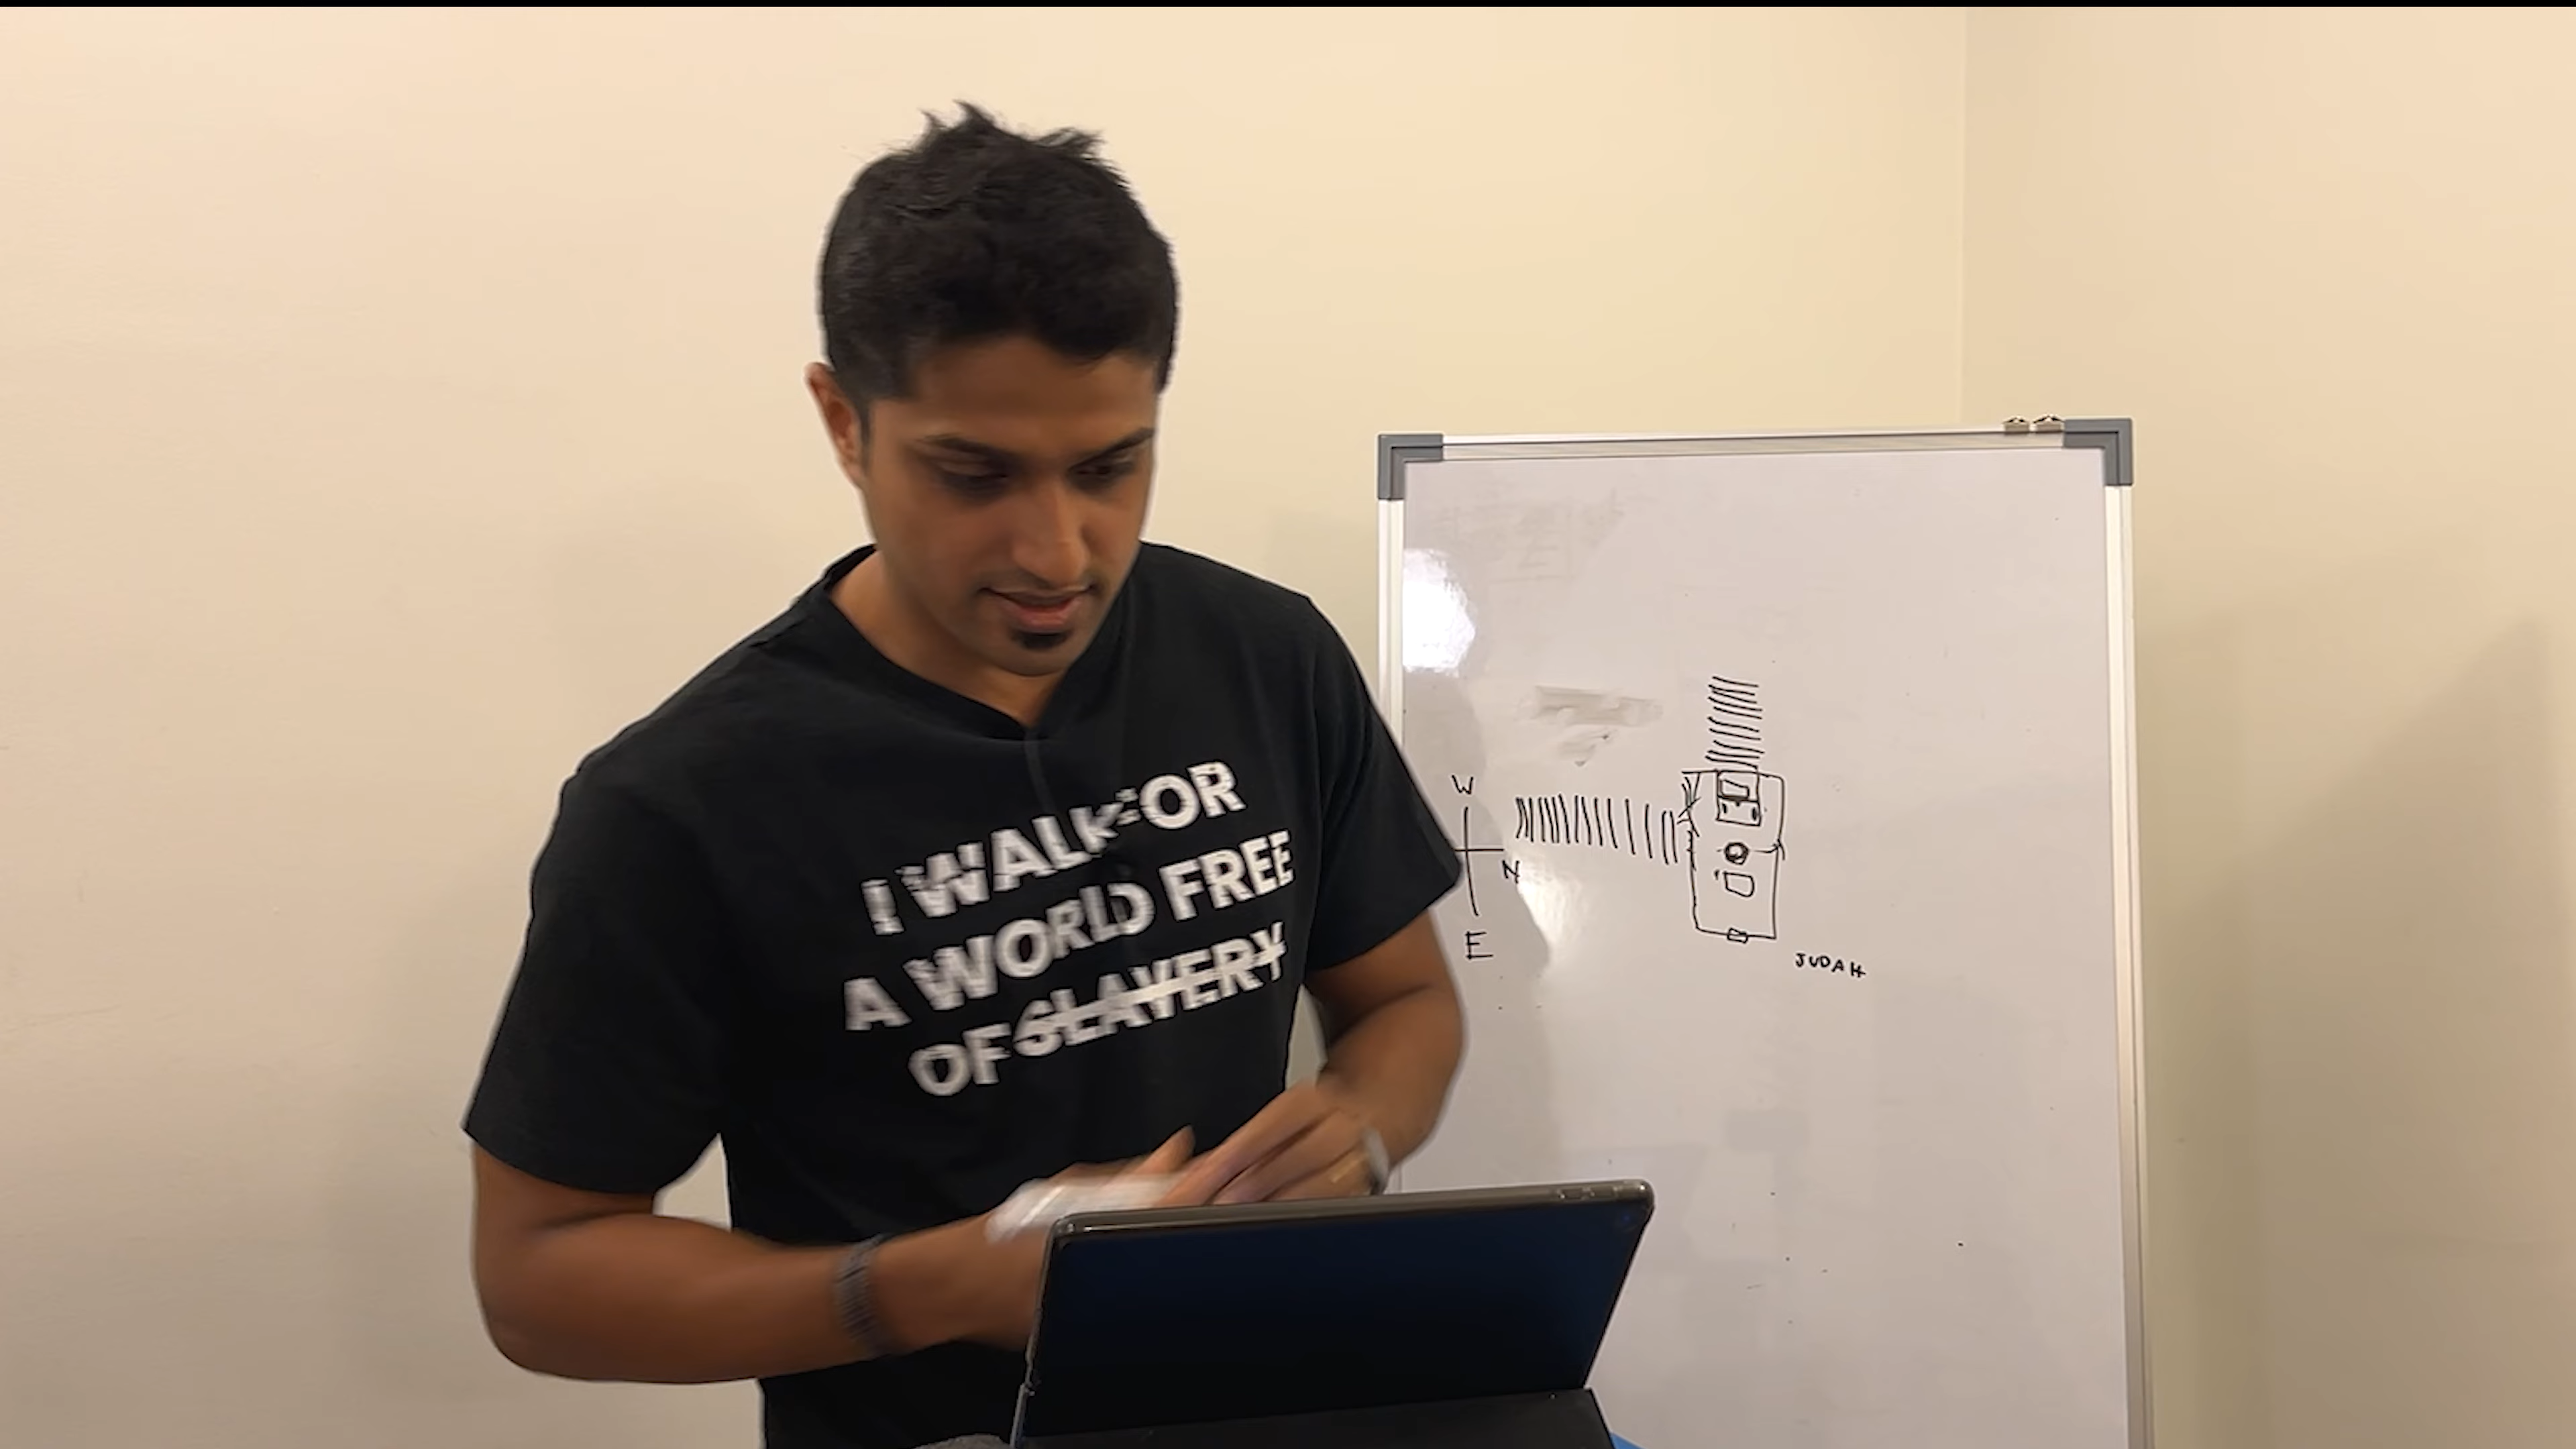 I WALK FOR
A WORLD FREE
OF SLAVERY
W
N
E
JUDAH